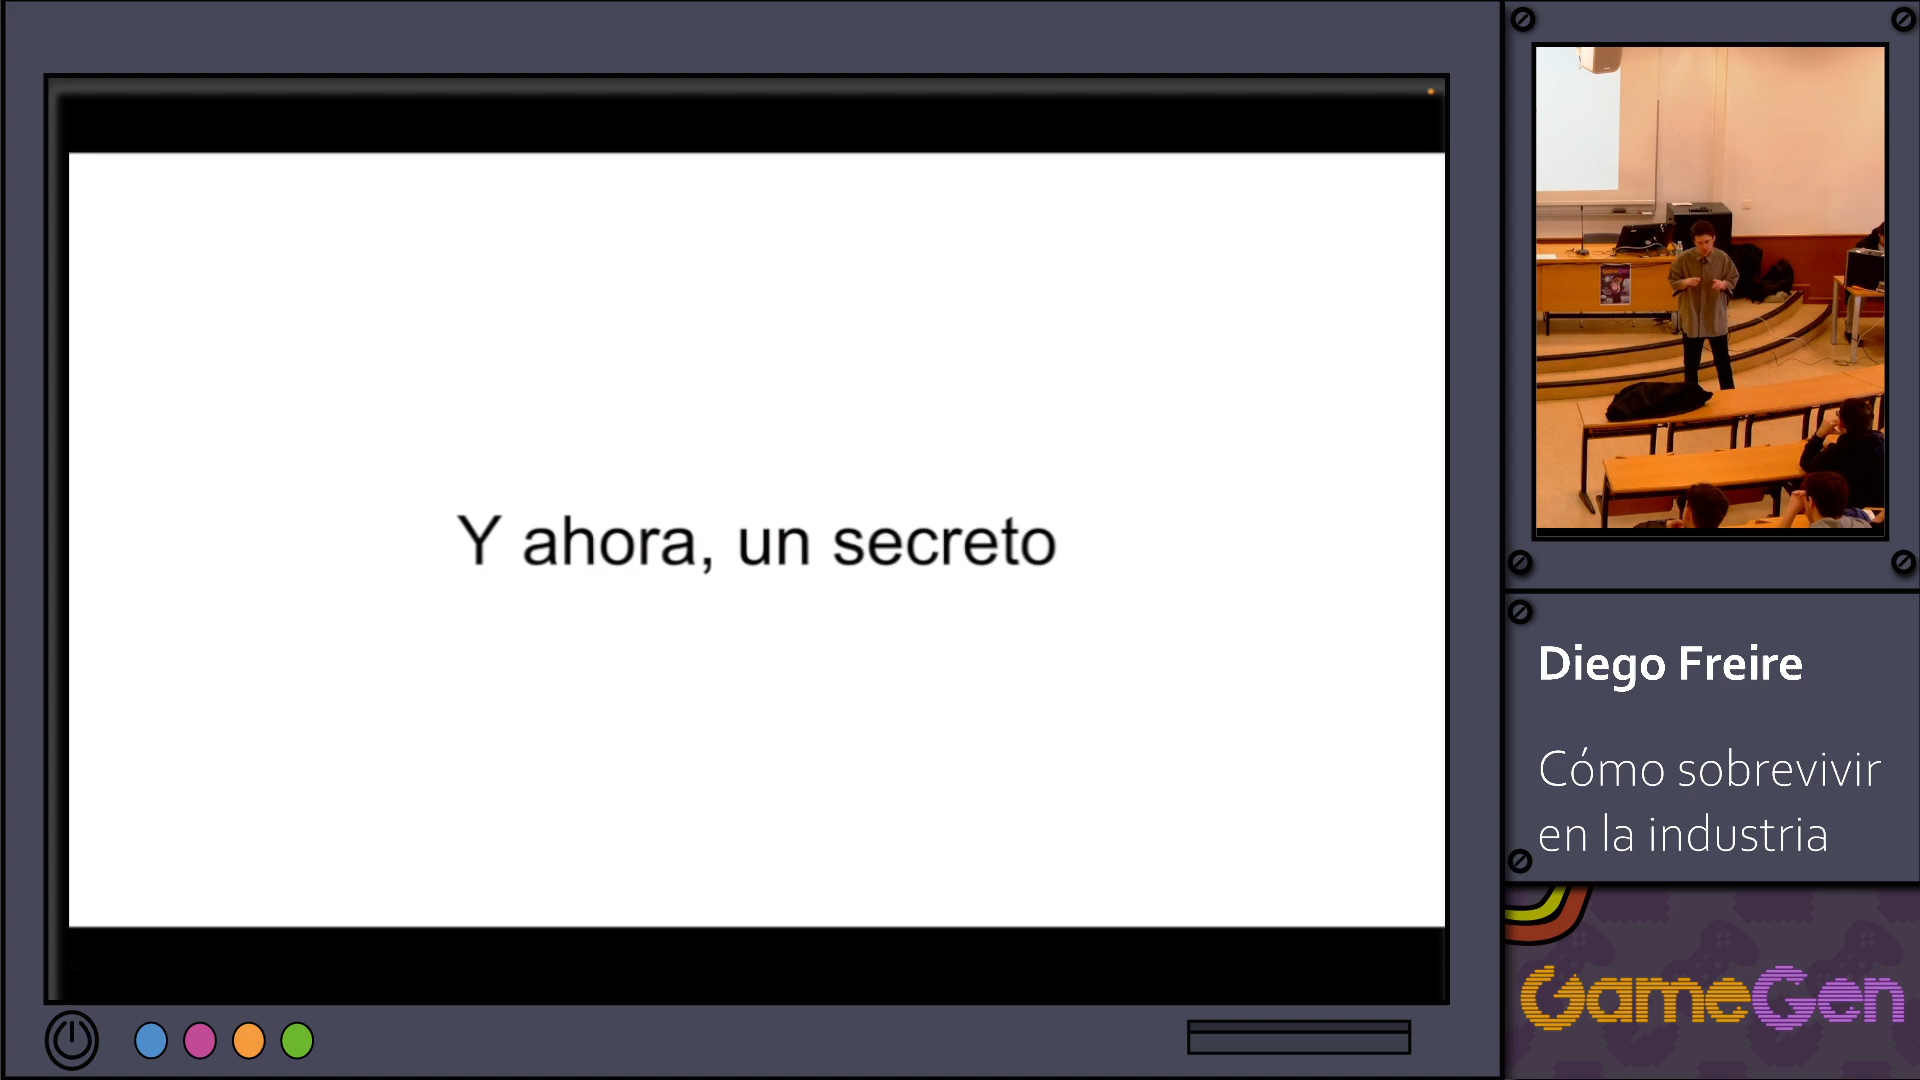 Y ahora, un secreto
Diego Freire
Cómo sobrevivir
en la industria
GameGen